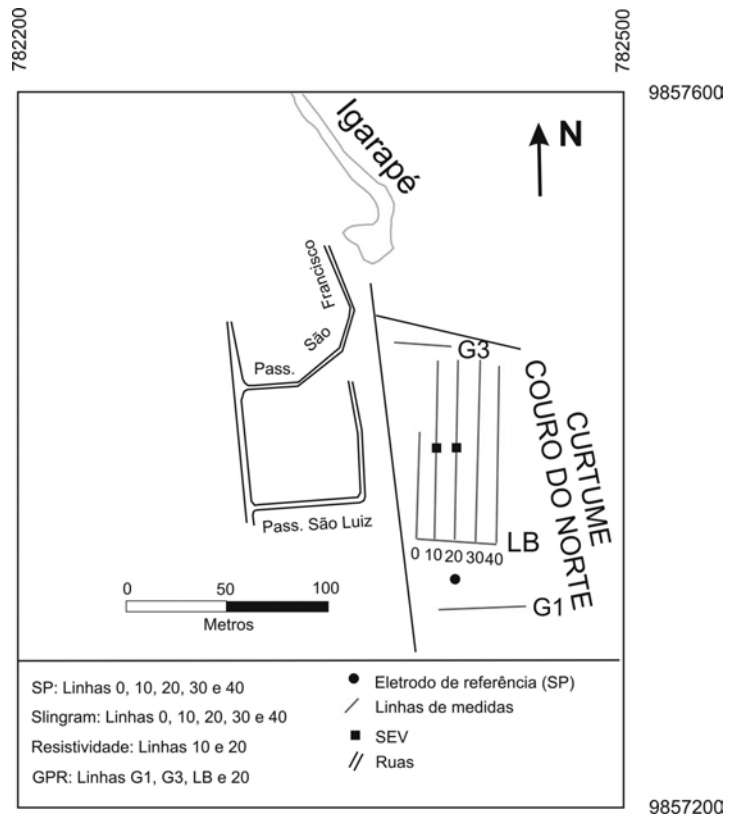 782200
782500
9857600
Igarapé
N
Pass. São Francisco
G3
CURTUME
COURO DO NORTE
Pass. São Luiz
LB
0 10 20 30 40
G1
0 50 100
Metros
SP: Linhas 0, 10, 20, 30 e 40
Slingram: Linhas 0, 10, 20, 30 e 40
Resistividade: Linhas 10 e 20
GPR: Linhas G1, G3, LB e 20
Eletrodo de referência (SP)
Linhas de medidas
SEV
Ruas
9857200